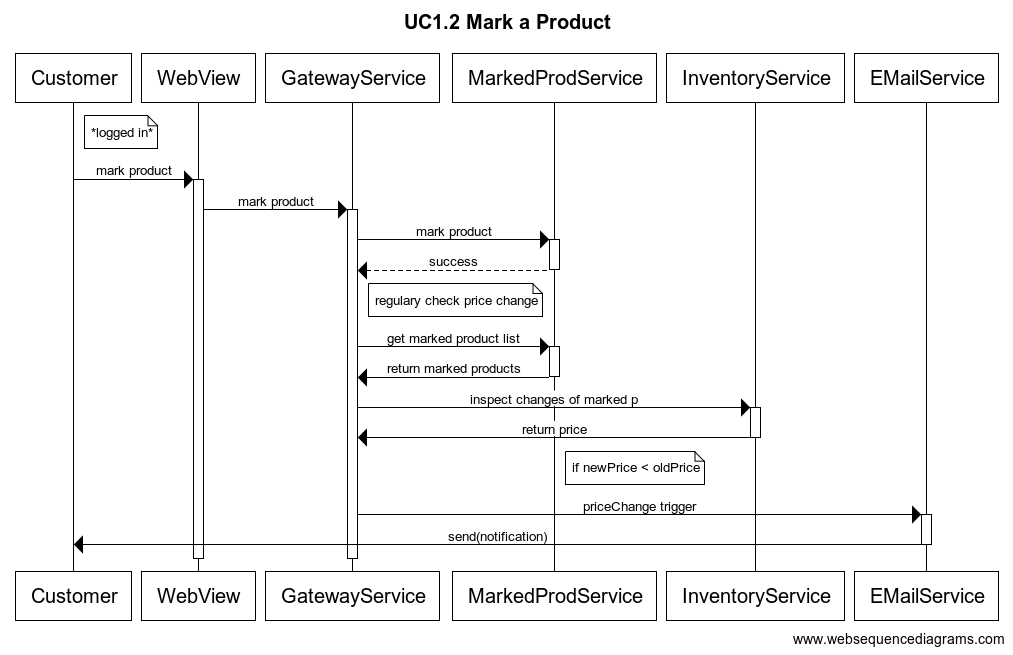 UC1.2 Mark a Product
Customer
WebView
GatewayService
MarkedProdService
InventoryService
EMailService
*logged in*
mark product
mark product
mark product
success
regulary check price change
get marked product list
return marked products
inspect changes of marked p
return price
if newPrice < oldPrice
priceChange trigger
send(notification)
Customer
WebView
GatewayService
MarkedProdService
InventoryService
EMailService
www.websequencediagrams.com